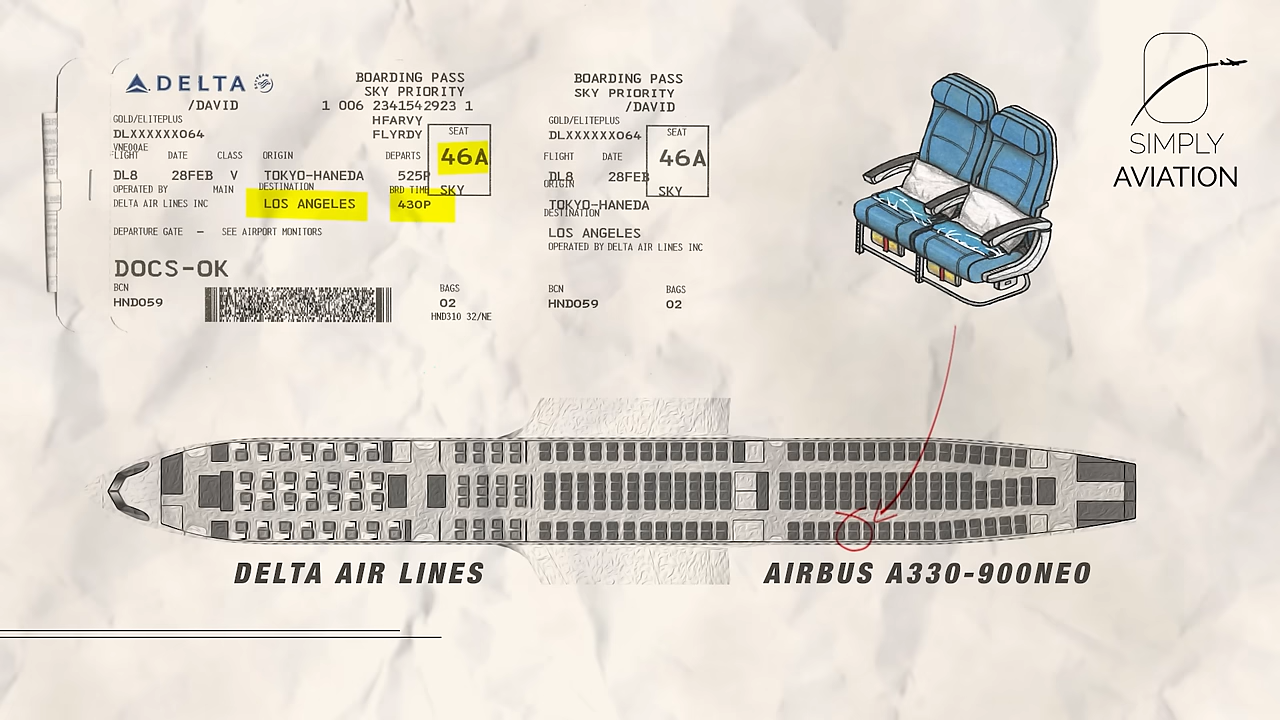 DELTA
/DAVID
GOLD/ELITEPLUS
DLXXXXXXO64
VNE00AE
FLIGHT DATE CLASS ORIGIN DEPARTS
DL8 28FEB V TOKYO-HANEDA 525P
OPERATED BY MAIN DESTINATION BRD TIME
DELTA AIR LINES INC LOS ANGELES 430P
DEPARTURE GATE — SEE AIRPORT MONITORS
DOCS-OK
BCN BAGS
HND059 02
HND310 32/NE
BOARDING PASS
SKY PRIORITY
1 006 2341542923 1
HFARVY
FLYRDY
SEAT
46A
SKY
BOARDING PASS
SKY PRIORITY
/DAVID
GOLD/ELITEPLUS
DLXXXXXXO64
SEAT
46A
SKY
FLIGHT DATE
DL8 28FEB
ORIGIN
TOKYO-HANEDA
DESTINATION
LOS ANGELES
OPERATED BY DELTA AIR LINES INC
BCN BAGS
HND059 02
SIMPLY
AVIATION
DELTA AIR LINES
AIRBUS A330-900NEO